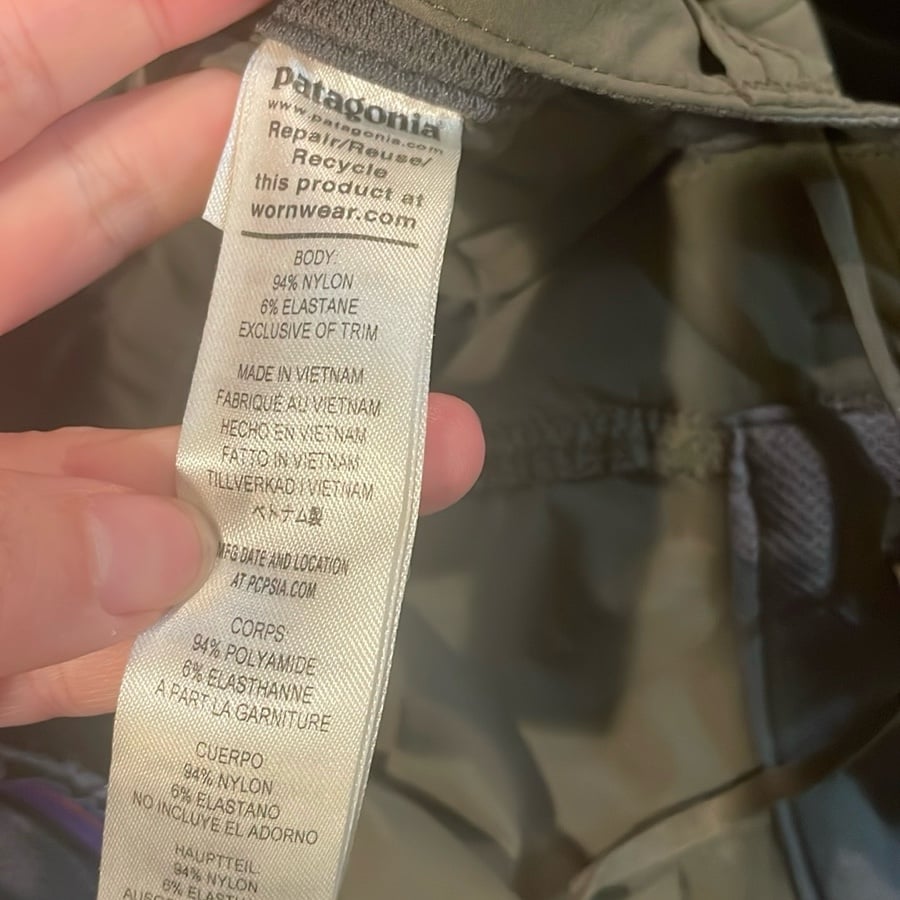 patagonia
www.patagonia.com
Repair/Reuse/
Recycle
this product at
wornwear.com
BODY:
94% NYLON
6% ELASTANE
EXCLUSIVE OF TRIM
MADE IN VIETNAM
FABRIQUÉ AU VIETNAM
HECHO EN VIETNAM
FATTO IN VIETNAM
TILLVERKAD I VIETNAM
ベトナム製
MFG DATE AND LOCATION
AT PCPSIA.COM
CORPS
94% POLYAMIDE
6% ELASTHANNE
A PART LA GARNITURE
CUERPO
94% NYLON
6% ELASTANO
NO INCLUYE EL ADORNO
HAUPTTEIL:
94% NYLON
6%